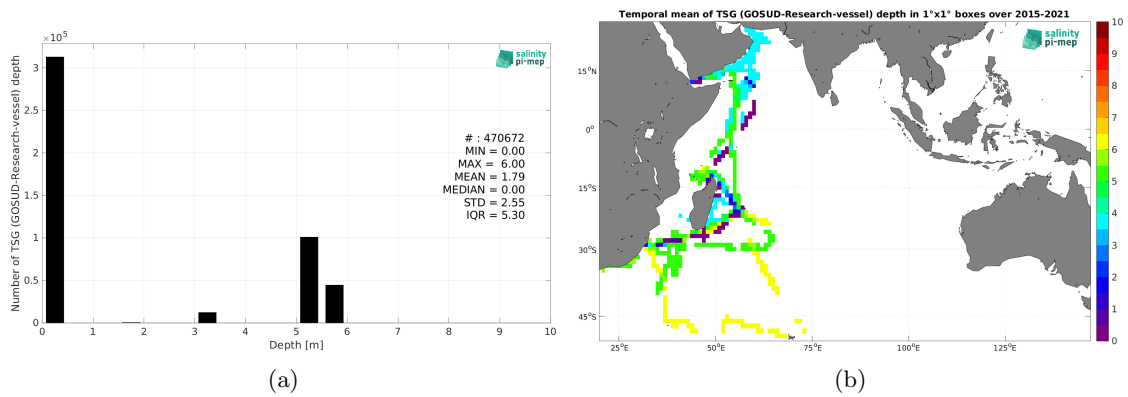 ×10⁵
3
2.5
2
1.5
1
0.5
0
Number of TSG (GOSUD-Research-vessel) depth
salinity
pi-mep
# : 470672
MIN = 0.00
MAX = 6.00
MEAN = 1.79
MEDIAN = 0.00
STD = 2.55
IQR = 5.30
0 1 2 3 4 5 6 7 8 9 10
Depth [m]
(a)
Temporal mean of TSG (GOSUD-Research-vessel) depth in 1°x1° boxes over 2015-2021
salinity
pi-mep
15°N
0°
15°S
30°S
45°S
25°E 50°E 75°E 100°E 125°E
10
9
8
7
6
5
4
3
2
1
0
(b)